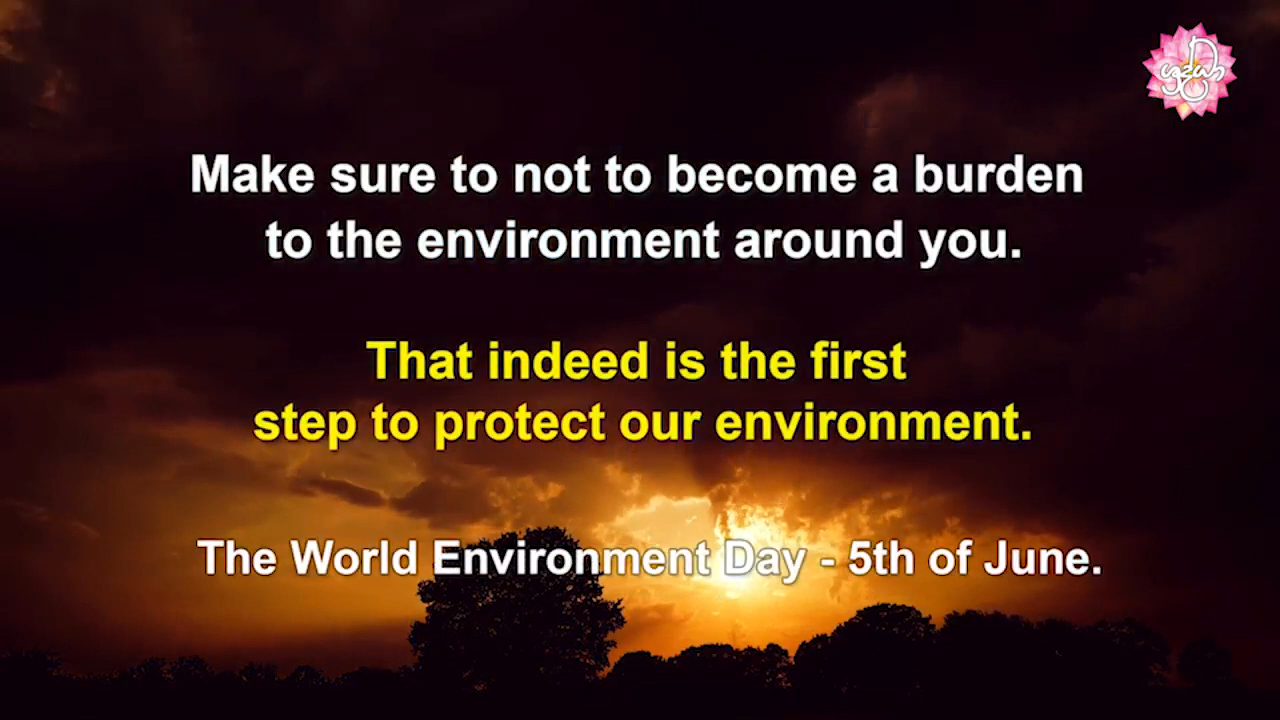 Make sure to not to become a burden
to the environment around you.
That indeed is the first
step to protect our environment.
The World Environment Day - 5th of June.